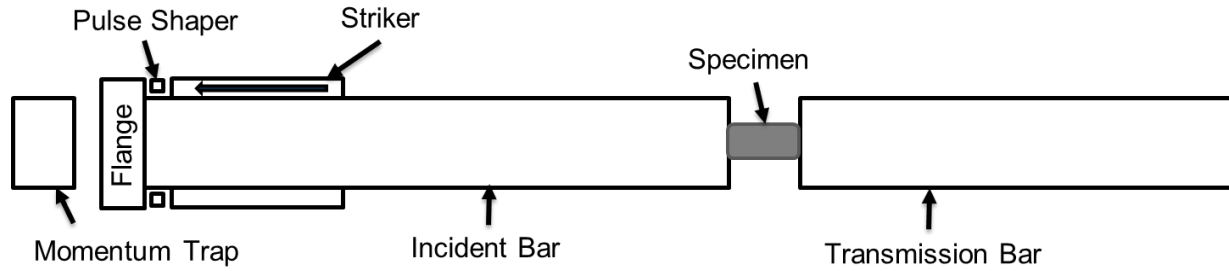 Pulse Shaper
Striker
Specimen
Flange
Momentum Trap
Incident Bar
Transmission Bar